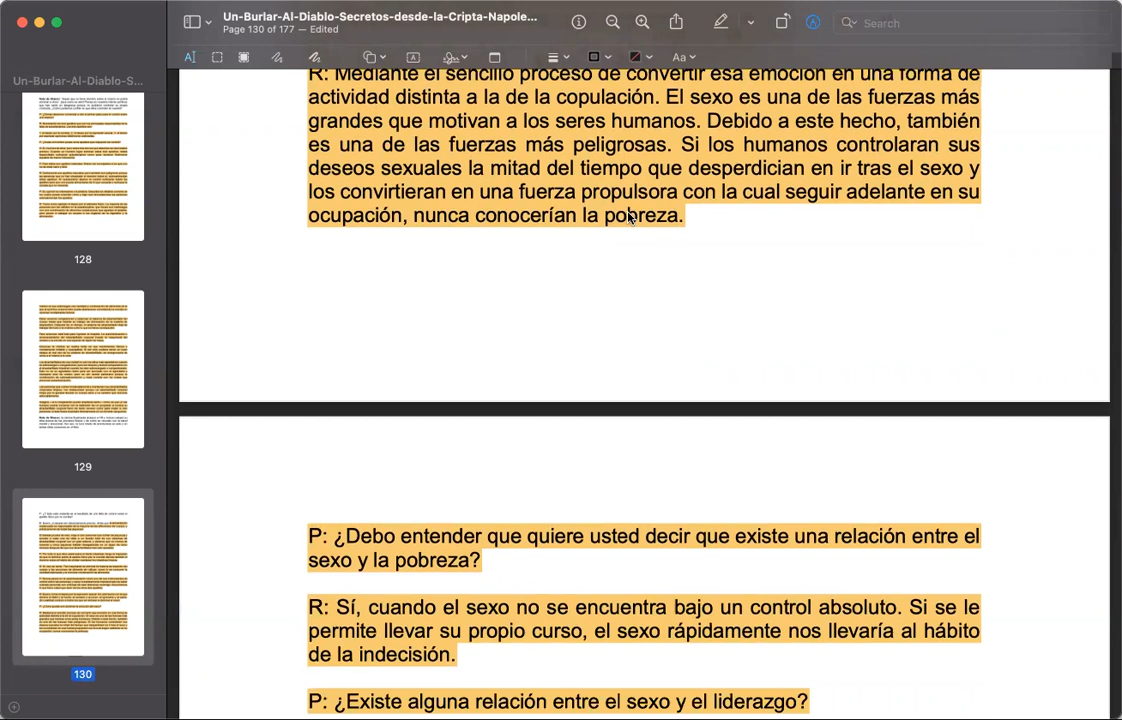 Un-Burlar-Al-Diablo-Secretos-desde-la-Cripta-Napole...
Page 130 of 177 — Edited
Search
Aa
Un-Burlar-Al-Diablo-S...
128
129
130
R: Mediante el sencillo proceso de convertir esa emoción en una forma de
actividad distinta a la de la copulación. El sexo es una de las fuerzas más
grandes que motivan a los seres humanos. Debido a este hecho, también
es una de las fuerzas más peligrosas. Si los humanos controlaran sus
deseos sexuales la mitad del tiempo que desperdician en ir tras el sexo y
los convirtieran en una fuerza propulsora con la cual seguir adelante en su
ocupación, nunca conocerían la pobreza.
P: ¿Debo entender que quiere usted decir que existe una relación entre el
sexo y la pobreza?
R: Sí, cuando el sexo no se encuentra bajo un control absoluto. Si se le
permite llevar su propio curso, el sexo rápidamente nos llevaría al hábito
de la indecisión.
P: ¿Existe alguna relación entre el sexo y el liderazgo?